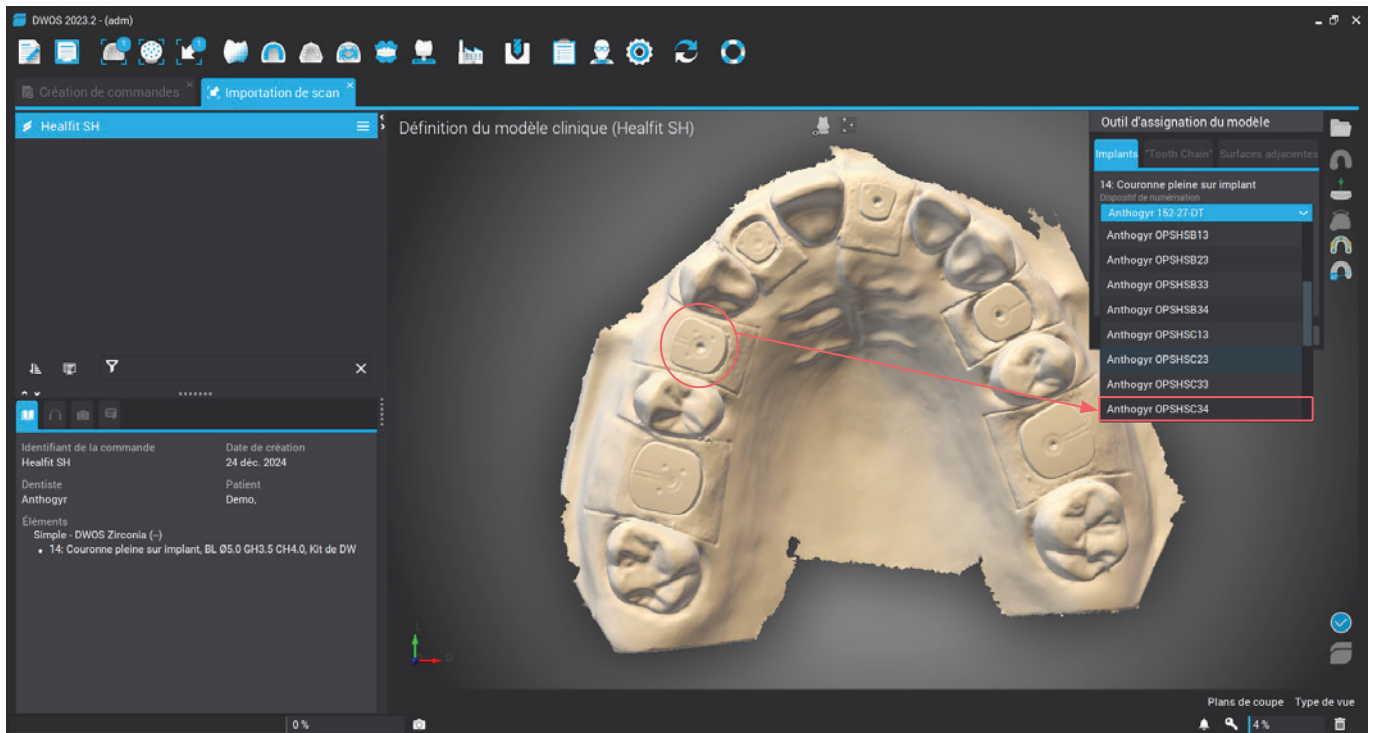 DWOS 2023.2 - (adm)
1
1
Création de commandes
Importation de scan
Healfit SH
Définition du modèle clinique (Healfit SH)
Outil d'assignation du modèle
Implants "Tooth Chain" Surfaces adjacentes
14: Couronne pleine sur implant
Dispositif de numérisation
Anthogyr 152-27-DT
Anthogyr OPSHSB13
Anthogyr OPSHSB23
Anthogyr OPSHSB33
Anthogyr OPSHSB34
Anthogyr OPSHSC13
Anthogyr OPSHSC23
Anthogyr OPSHSC33
Anthogyr OPSHSC34
Identifiant de la commande
Healfit SH
Date de création
24 déc. 2024
Dentiste
Anthogyr
Patient
Demo,
Éléments
Simple - DWOS Zirconia (--)
14: Couronne pleine sur implant, BL Ø5.0 GH3.5 CH4.0, Kit de DW
L
D
Plans de coupe Type de vue
0 %
4 %